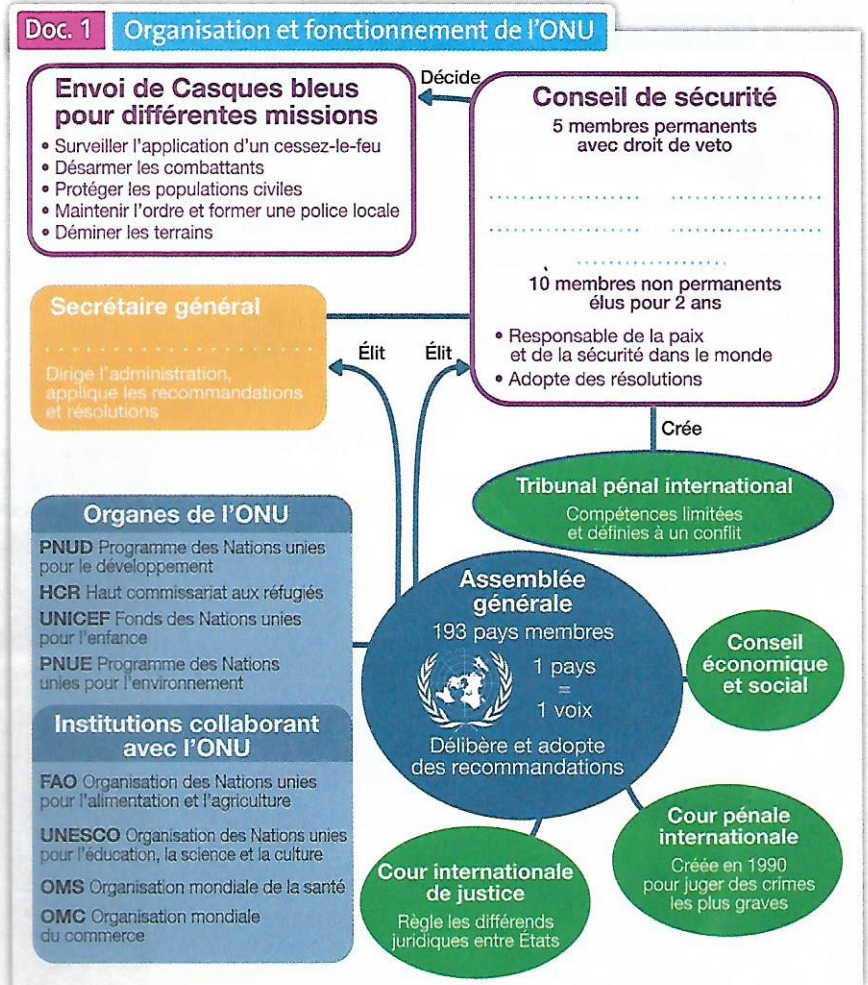 Doc. 1 Organisation et fonctionnement de l'ONU
Envoi de Casques bleus
pour différentes missions
• Surveiller l'application d'un cessez-le-feu
• Désarmer les combattants
• Protéger les populations civiles
• Maintenir l'ordre et former une police locale
• Déminer les terrains
Décide
Conseil de sécurité
5 membres permanents
avec droit de veto
10 membres non permanents
élus pour 2 ans
• Responsable de la paix
et de la sécurité dans le monde
• Adopte des résolutions
Secrétaire général
Dirige l'administration,
applique les recommandations
et résolutions
Élit
Élit
Crée
Tribunal pénal international
Compétences limitées
et définies à un conflit
Organes de l'ONU
PNUD Programme des Nations unies
pour le développement
HCR Haut commissariat aux réfugiés
UNICEF Fonds des Nations unies
pour l'enfance
PNUE Programme des Nations
unies pour l'environnement
Institutions collaborant
avec l'ONU
FAO Organisation des Nations unies
pour l'alimentation et l'agriculture
UNESCO Organisation des Nations unies
pour l'éducation, la science et la culture
OMS Organisation mondiale de la santé
OMC Organisation mondiale
du commerce
Assemblée
générale
193 pays membres
1 pays
=
1 voix
Délibère et adopte
des recommandations
Conseil
économique
et social
Cour pénale
internationale
Créée en 1990
pour juger des crimes
les plus graves
Cour internationale
de justice
Règle les différends
juridiques entre États